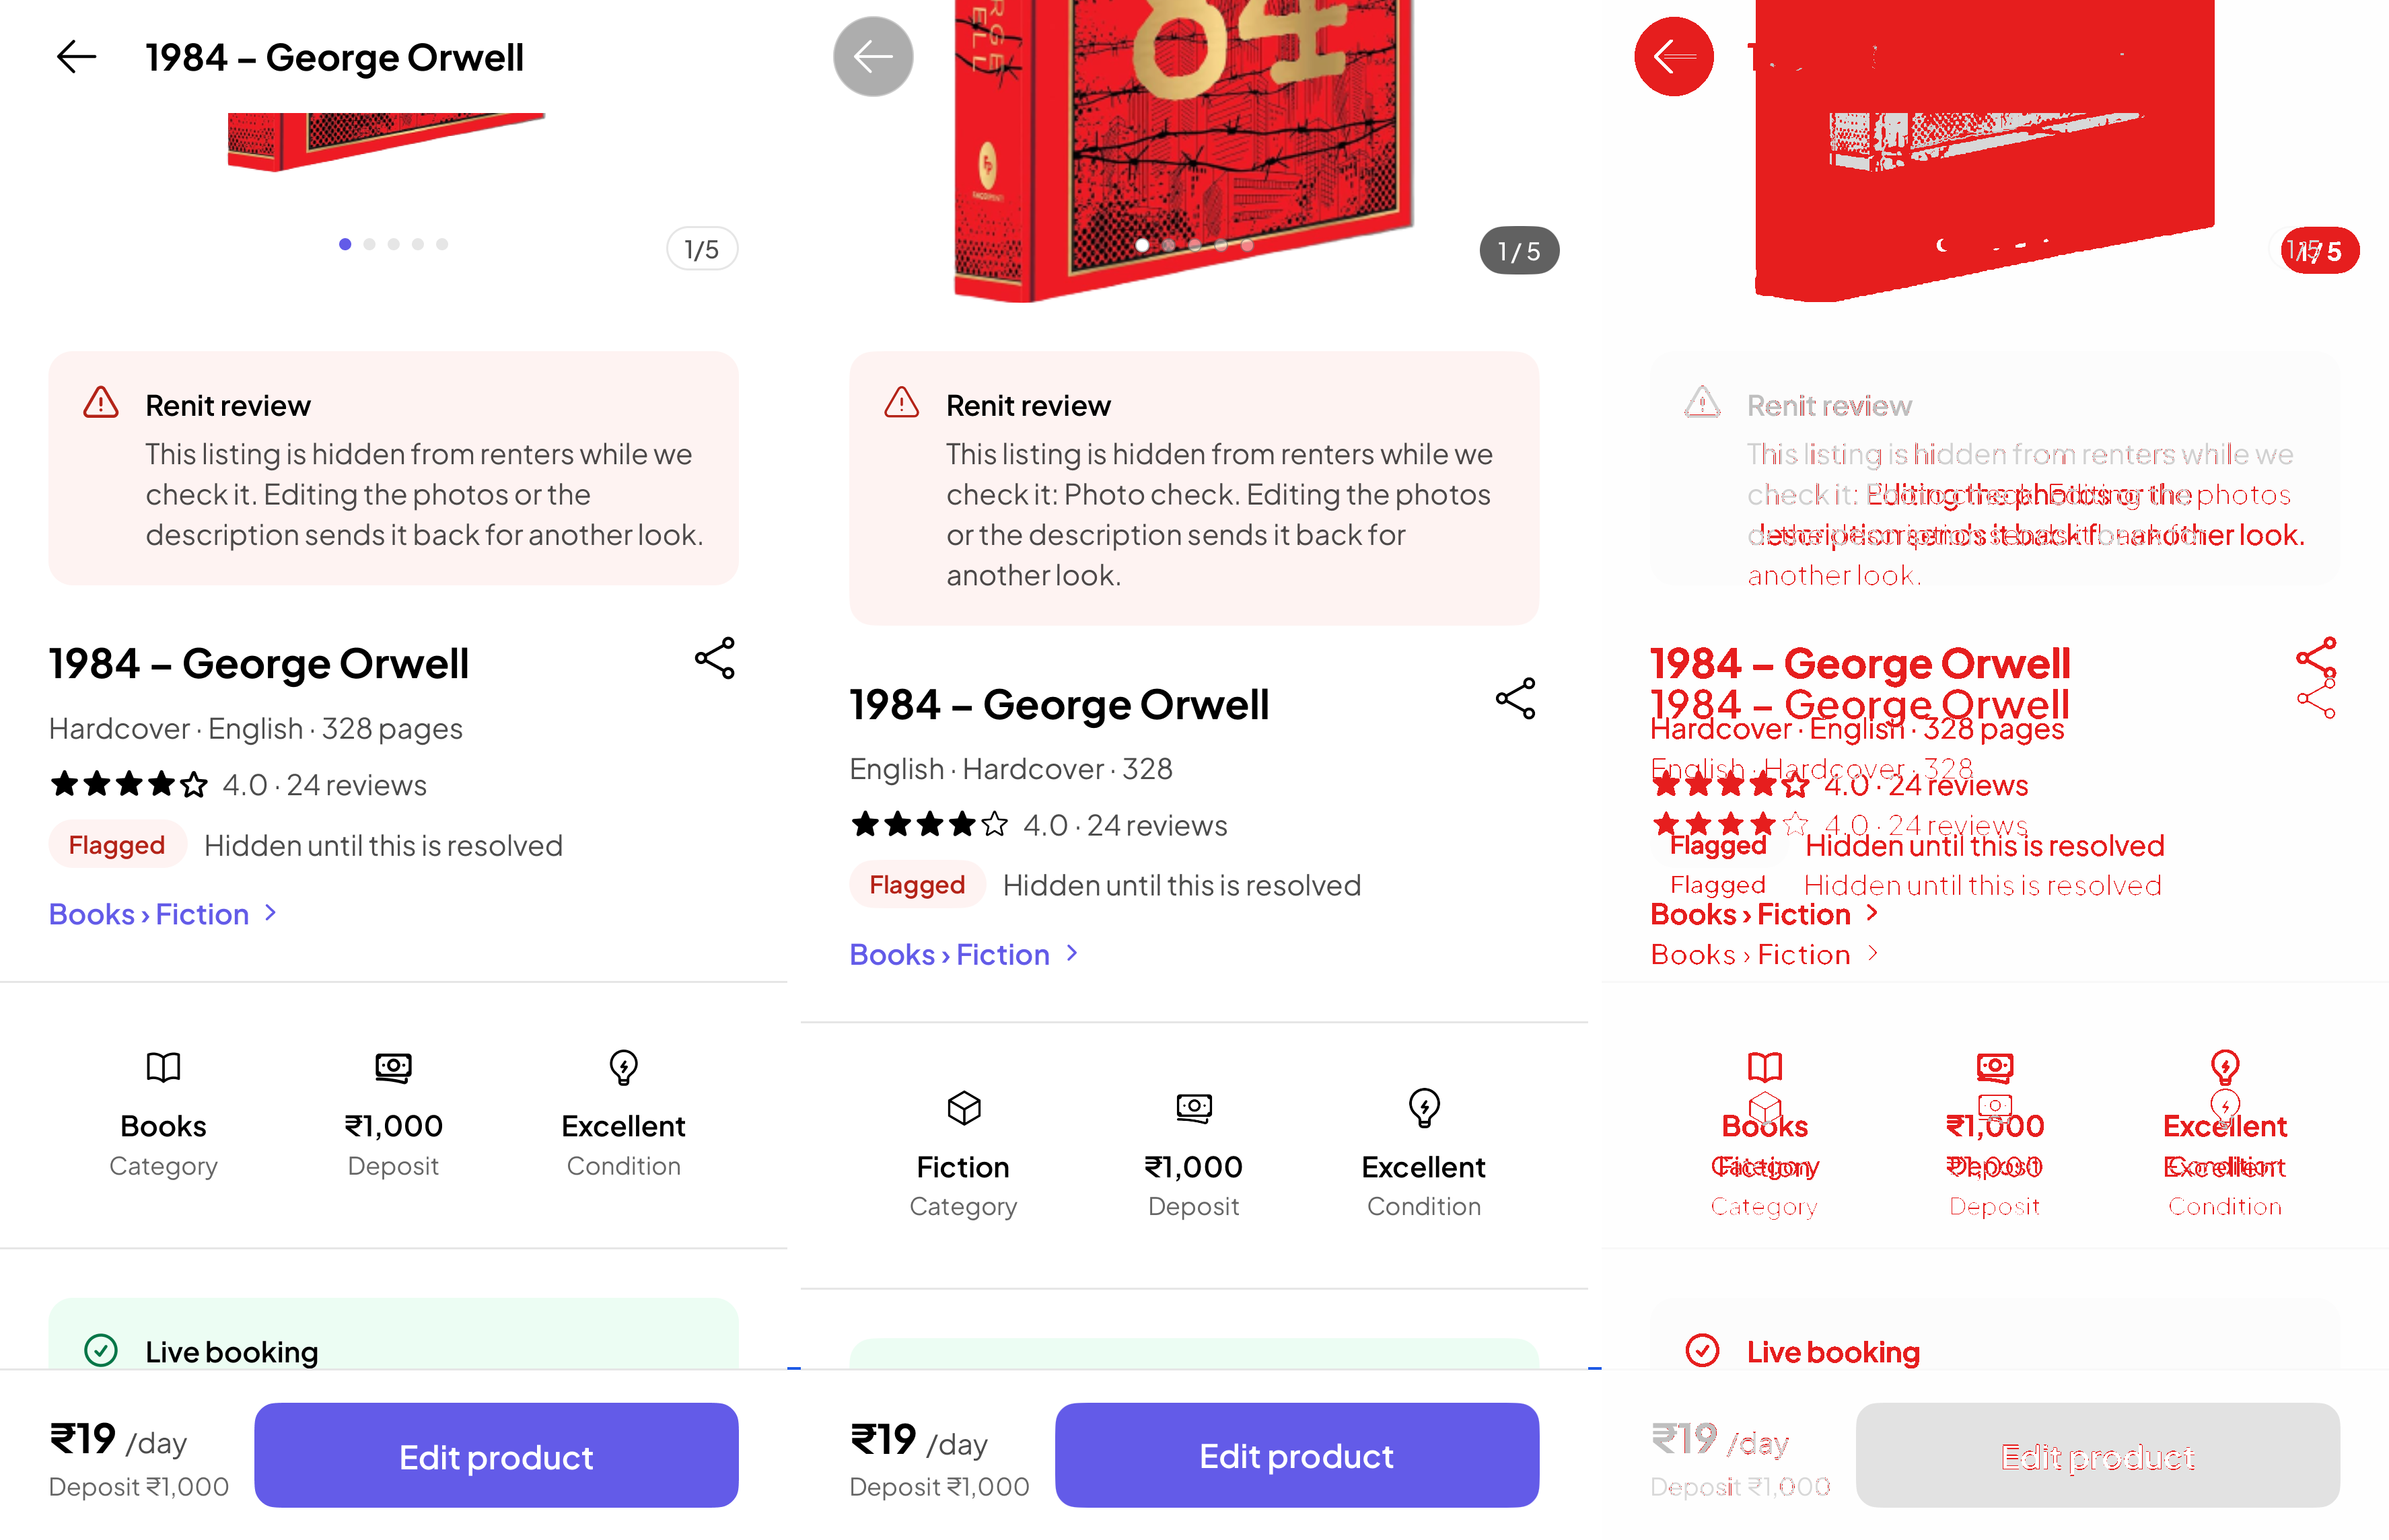 1984 – George Orwell
1/5
Renit review
This listing is hidden from renters while we
check it. Editing the photos or the
description sends it back for another look.
1984 – George Orwell
Hardcover · English · 328 pages
4.0 · 24 reviews
Flagged Hidden until this is resolved
Books › Fiction
Books
Category
₹1,000
Deposit
Excellent
Condition
Live booking
₹19 /day
Deposit ₹1,000
Edit product
84
1 / 5
Renit review
This listing is hidden from renters while we
check it: Photo check. Editing the photos
or the description sends it back for
another look.
1984 – George Orwell
English · Hardcover · 328
4.0 · 24 reviews
Flagged Hidden until this is resolved
Books › Fiction
Fiction
Category
₹1,000
Deposit
Excellent
Condition
₹19 /day
Deposit ₹1,000
Edit product
Renit review
This listing is hidden from renters while we
another look.
1984 – George Orwell
1984 – George Orwell
Hardcover · English · 328 pages
English · Hardcover · 328
4.0 · 24 reviews
4.0 · 24 reviews
Flagged Hidden until this is resolved
Flagged Hidden until this is resolved
Books › Fiction
Books › Fiction
Books
₹1,000
Excellent
Category
Deposit
Condition
Live booking
₹19 /day
Deposit ₹1,000
Edit product